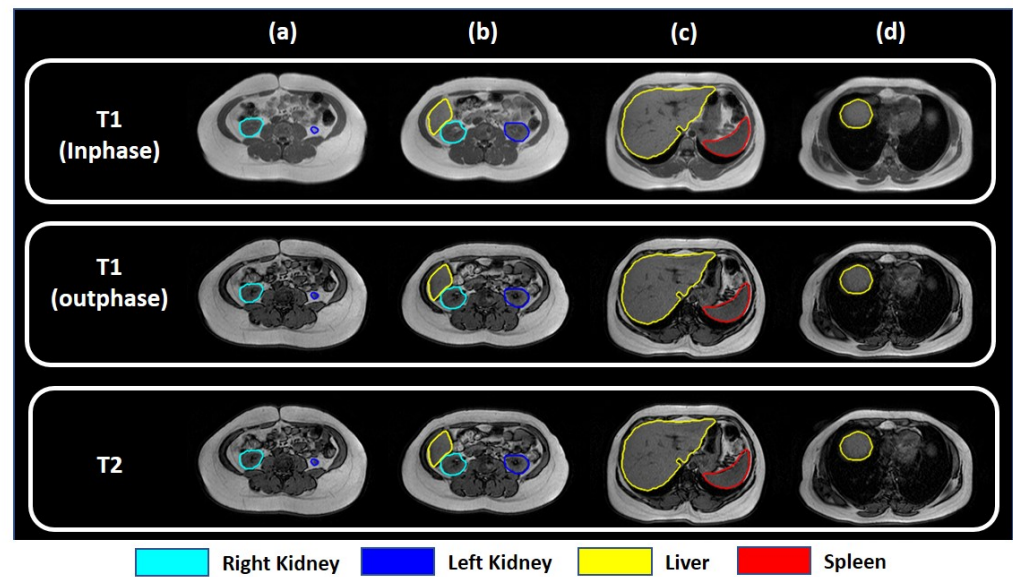 (a) (b) (c) (d)
T1
(Inphase)
T1
(outphase)
T2
Right Kidney Left Kidney Liver Spleen